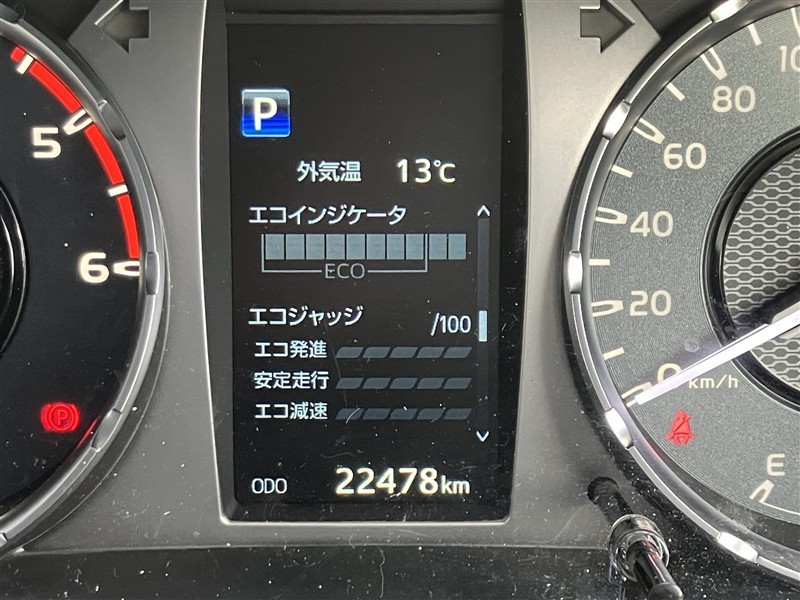 P
外気温 13℃
エコインジケータ
ECO
エコジャッジ /100
エコ発進
安定走行
エコ減速
ODO 22478km
5
6
P
10
80
60
40
20
0 km/h
E